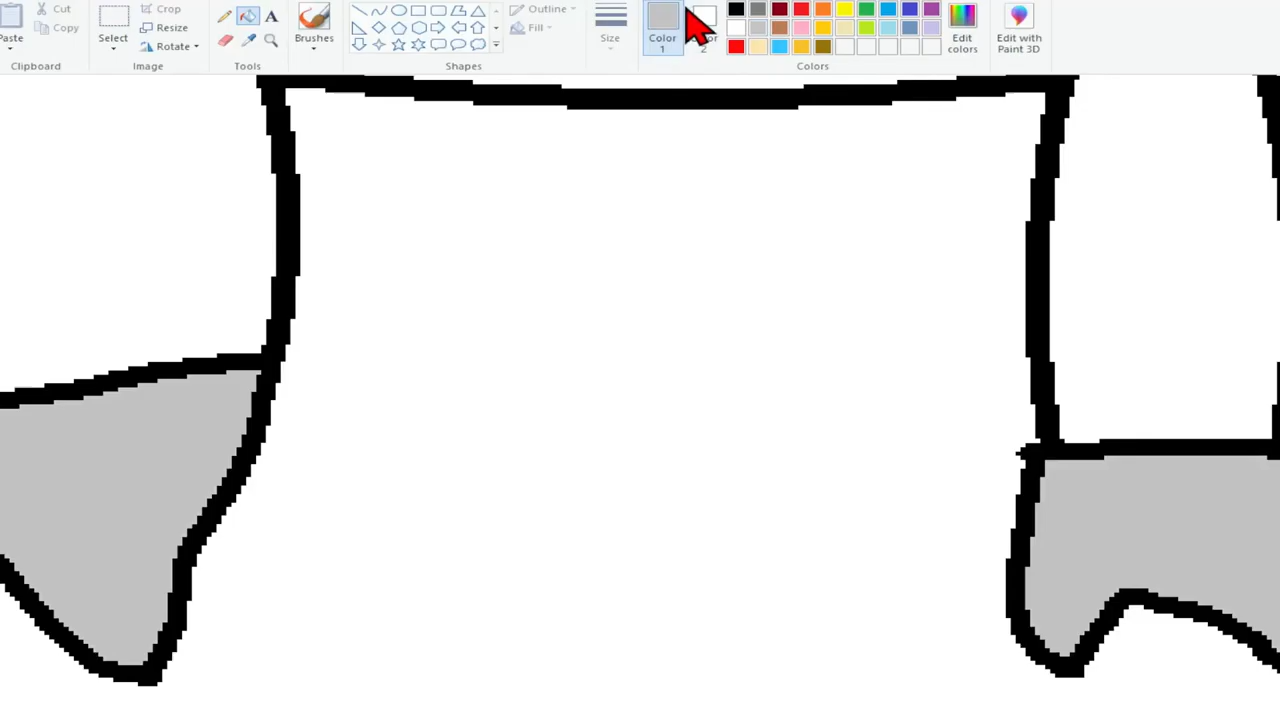 Paste
Cut
Copy
Clipboard
Select
Crop
Resize
Rotate
Image
A
Tools
Brushes
Outline
Fill
Shapes
Size
Color
1
2
Edit
colors
Edit with
Paint 3D
Colors